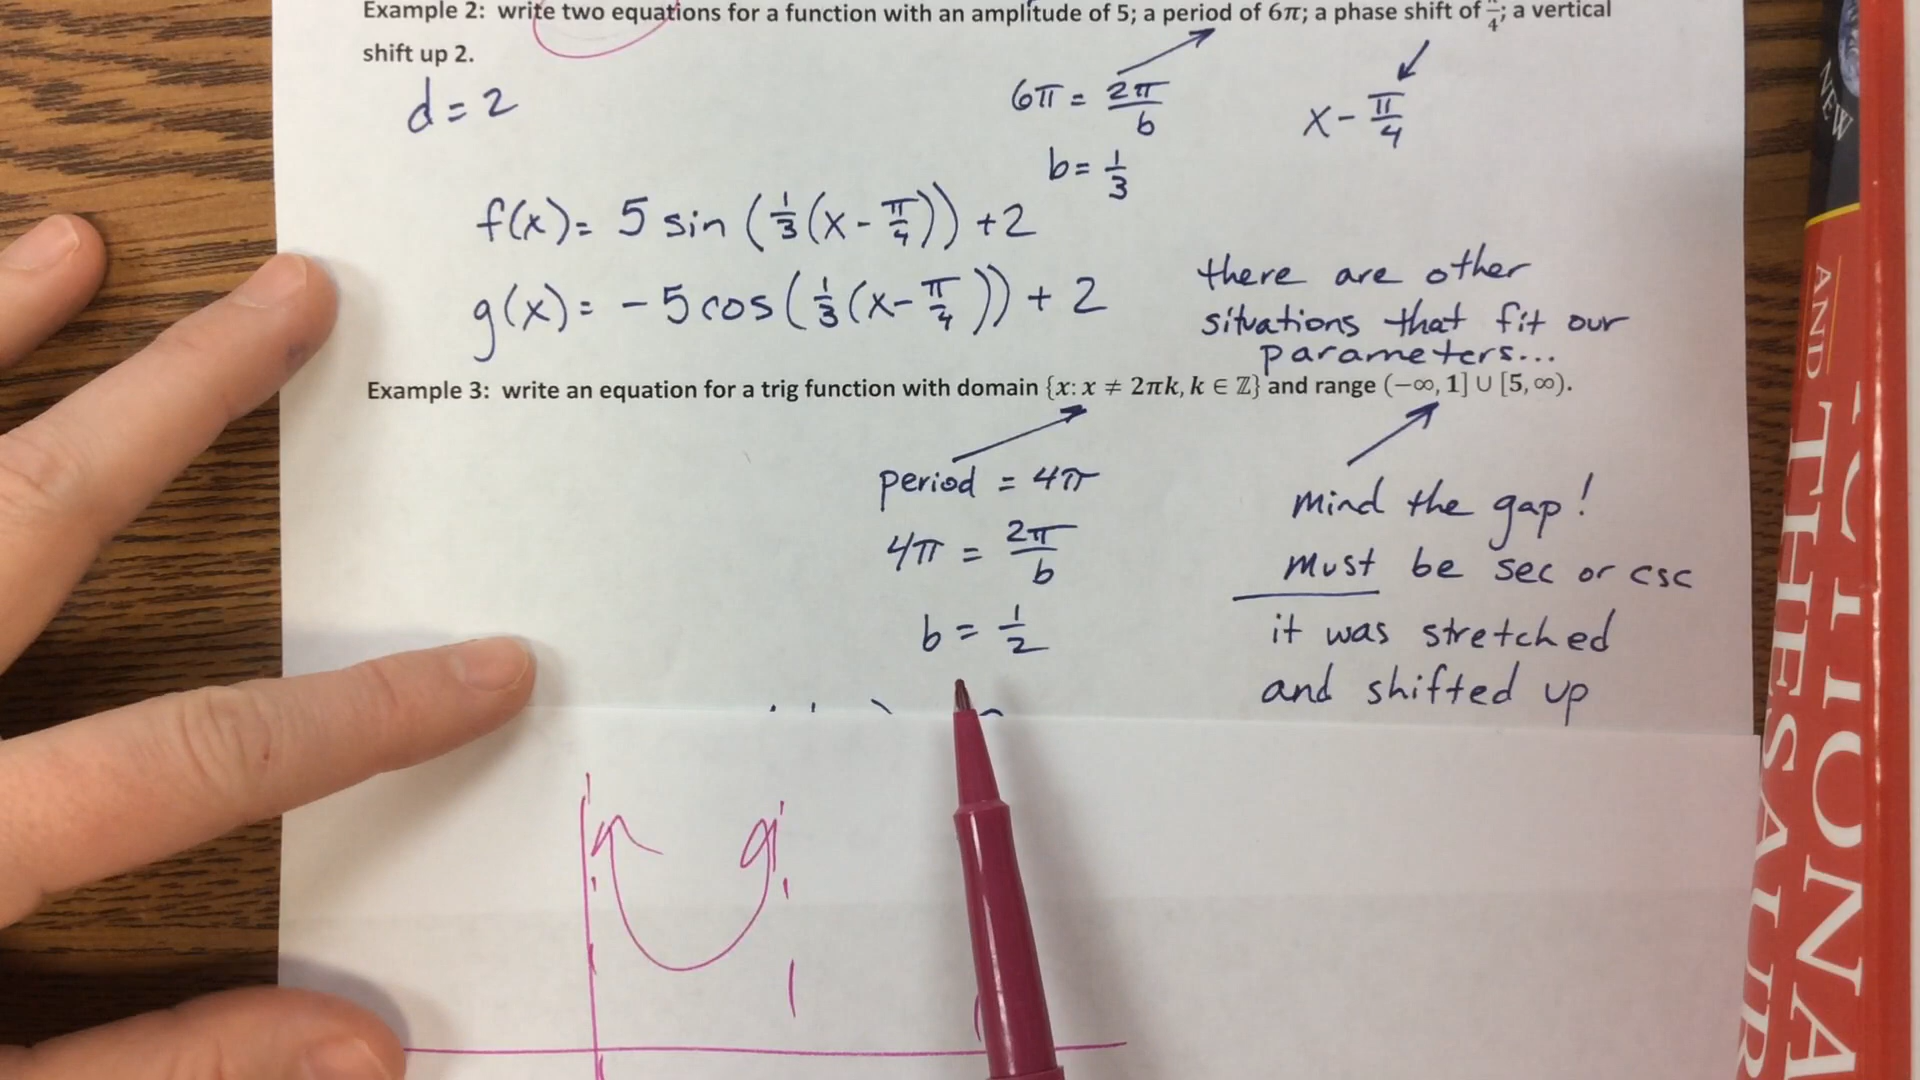 Example 2: write two equations for a function with an amplitude of 5; a period of 6π; a phase shift of π/4; a vertical
shift up 2.
d = 2
6π = 2π/b
x - π/4
b = 1/3
f(x) = 5 sin (1/3(x - π/4)) + 2
g(x) = - 5 cos (1/3(x - π/4)) + 2
there are other
situations that fit our
parameters...
Example 3: write an equation for a trig function with domain {x: x ≠ 2πk, k ∈ ℤ} and range (−∞, 1] ∪ [5, ∞).
period = 4π
4π = 2π/b
b = 1/2
Mind the gap!
Must be sec or csc
it was stretched
and shifted up
NEW
AND
THESAUR